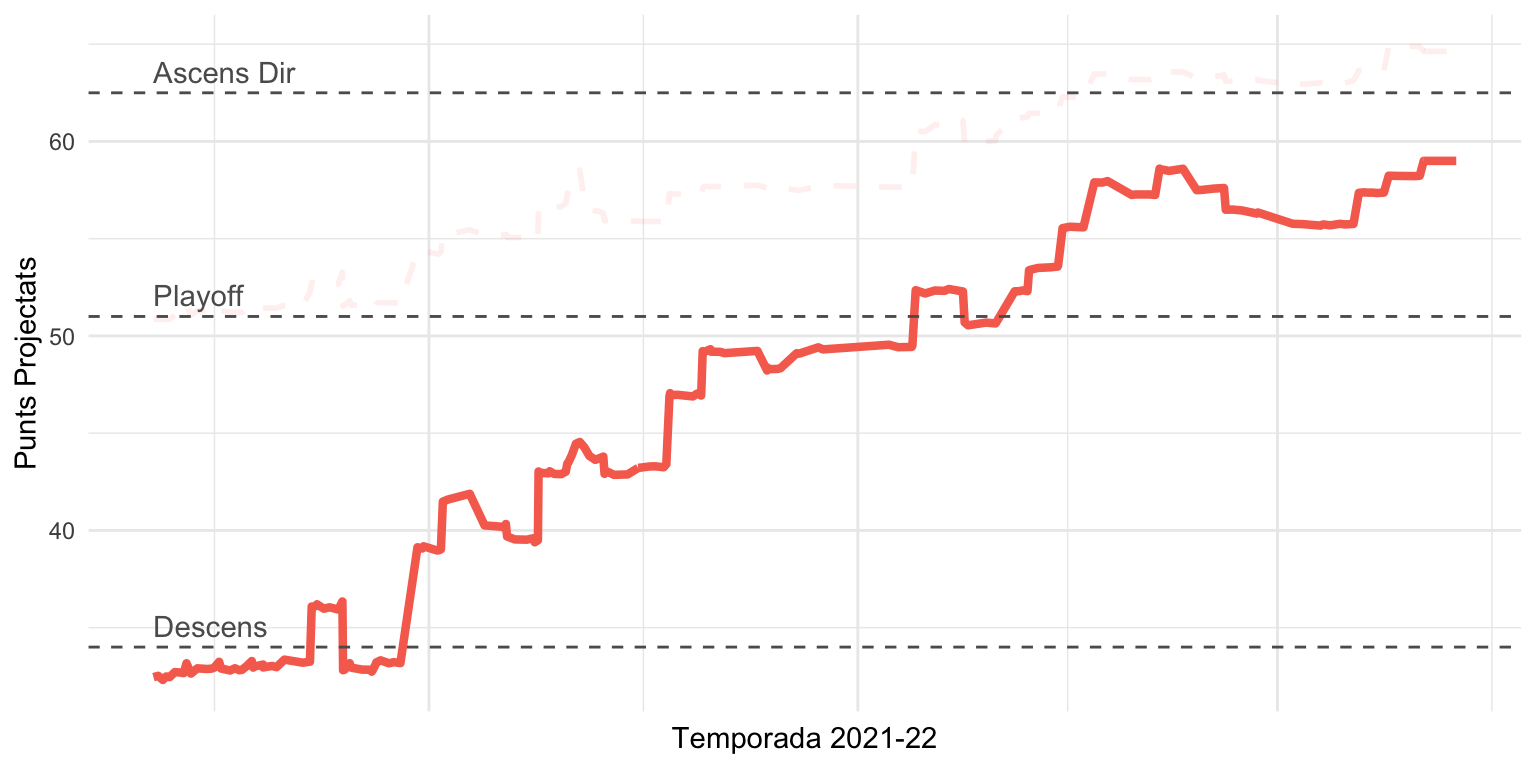 Ascens Dir
60
Playoff
50
Punts Projectats
40
Descens
Temporada 2021-22